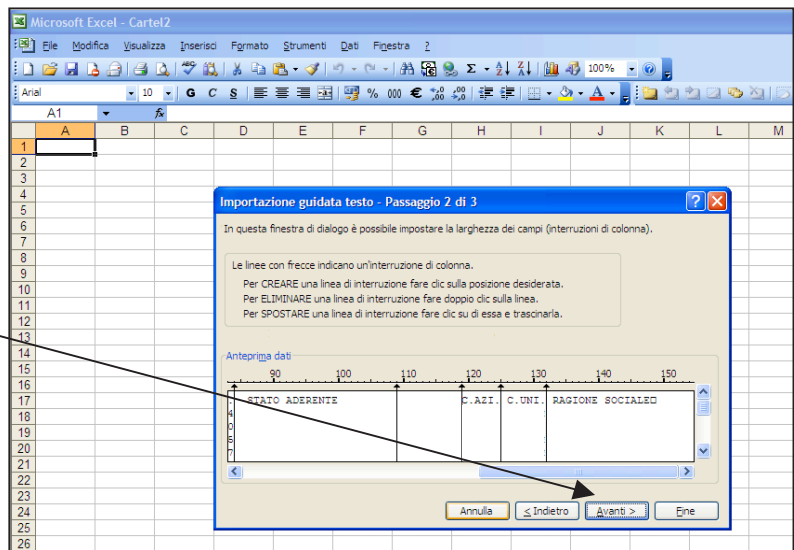 Microsoft Excel - Cartel2
File Modifica Visualizza Inserisci Formato Strumenti Dati Finestra ?
100%
Arial 10 G C S % 000 €
A1 fx
A B C D E F G H I J K L M
1
2
3
4
5
6
7
8
9
10
11
12
13
14
15
16
17
18
19
20
21
22
23
24
25
26
Importazione guidata testo - Passaggio 2 di 3
In questa finestra di dialogo è possibile impostare la larghezza dei campi (interruzioni di colonna).
Le linee con frecce indicano un'interruzione di colonna.
Per CREARE una linea di interruzione fare clic sulla posizione desiderata.
Per ELIMINARE una linea di interruzione fare doppio clic sulla linea.
Per SPOSTARE una linea di interruzione fare clic su di essa e trascinarla.
Anteprima dati
90 100 110 120 130 140 150
. STATO ADERENTE C.AZI. C.UNI. RAGIONE SOCIALE
4
0
5
7
Annulla < Indietro Avanti > Fine